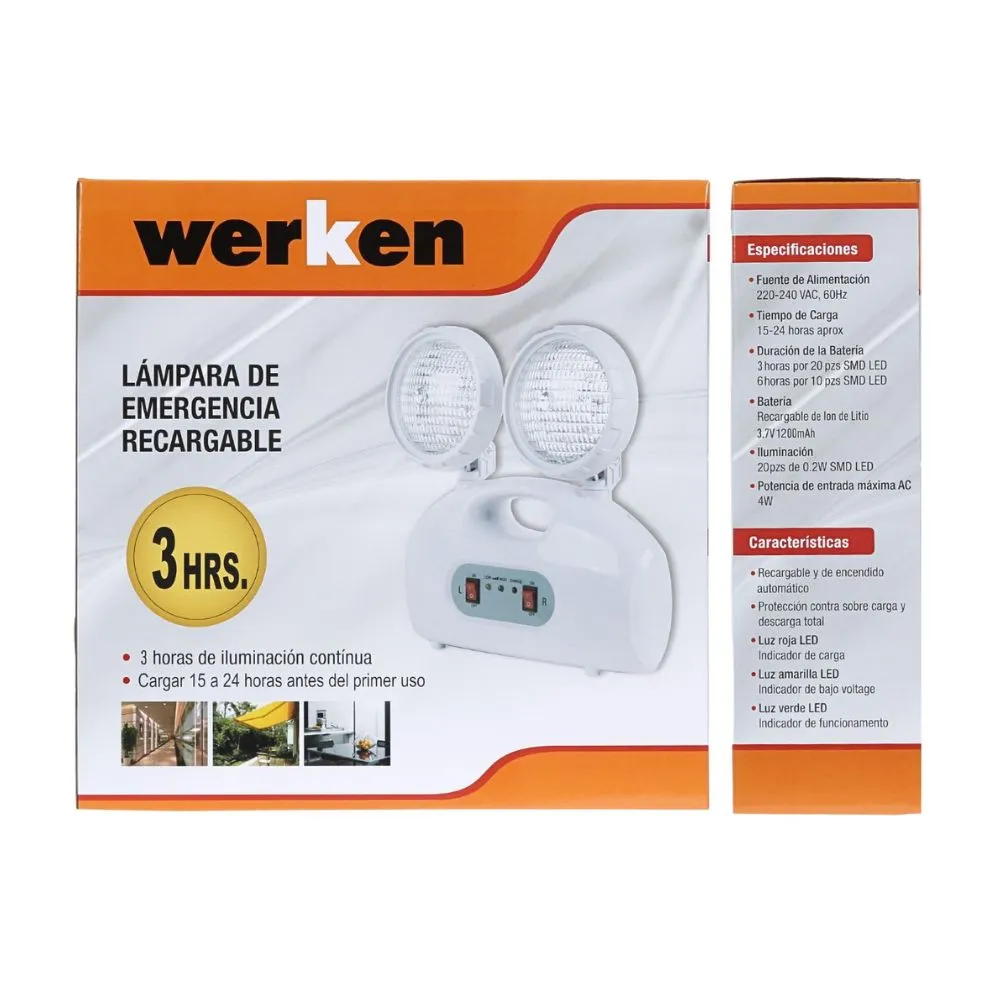 werken
LÁMPARA DE
EMERGENCIA
RECARGABLE
3 HRS.
L
R
• 3 horas de iluminación contínua
• Cargar 15 a 24 horas antes del primer uso
Especificaciones
• Fuente de Alimentación
220-240 VAC, 60Hz
• Tiempo de Carga
15-24 horas aprox
• Duración de la Batería
3 horas por 20 pzs SMD LED
6 horas por 10 pzs SMD LED
• Batería
Recargable de Ion de Litio
3.7V1200mAh
• Iluminación
20pzs de 0.2W SMD LED
• Potencia de entrada máxima AC
4W
Características
• Recargable y de encendido
automático
• Protección contra sobre carga y
descarga total
• Luz roja LED
Indicador de carga
• Luz amarilla LED
Indicador de bajo voltage
• Luz verde LED
Indicador de funcionamento